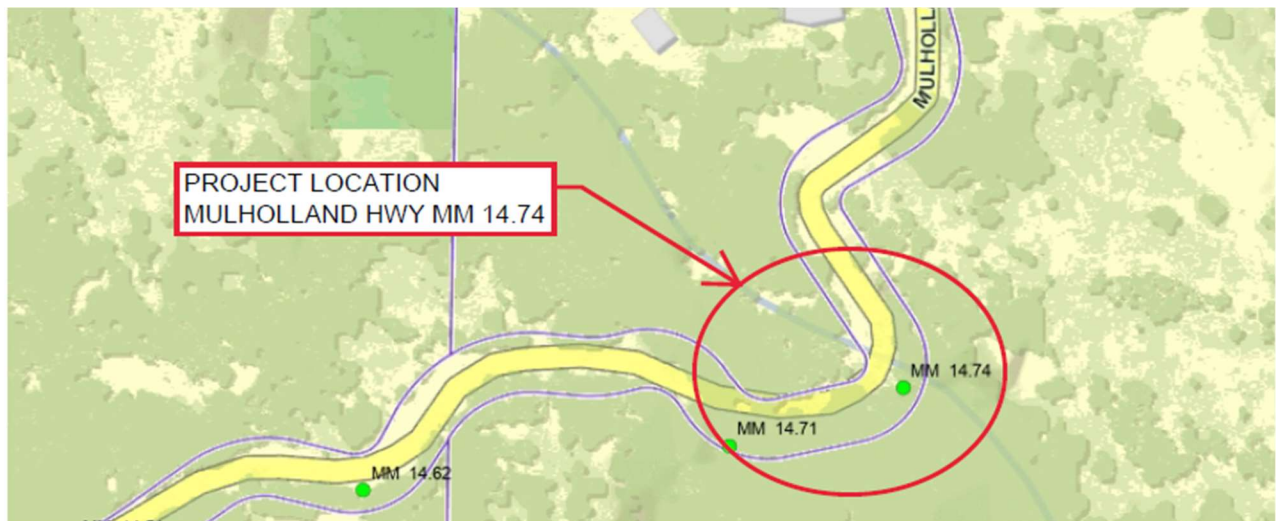 MULHOLL
PROJECT LOCATION
MULHOLLAND HWY MM 14.74
MM 14.74
MM 14.71
MM 14.62